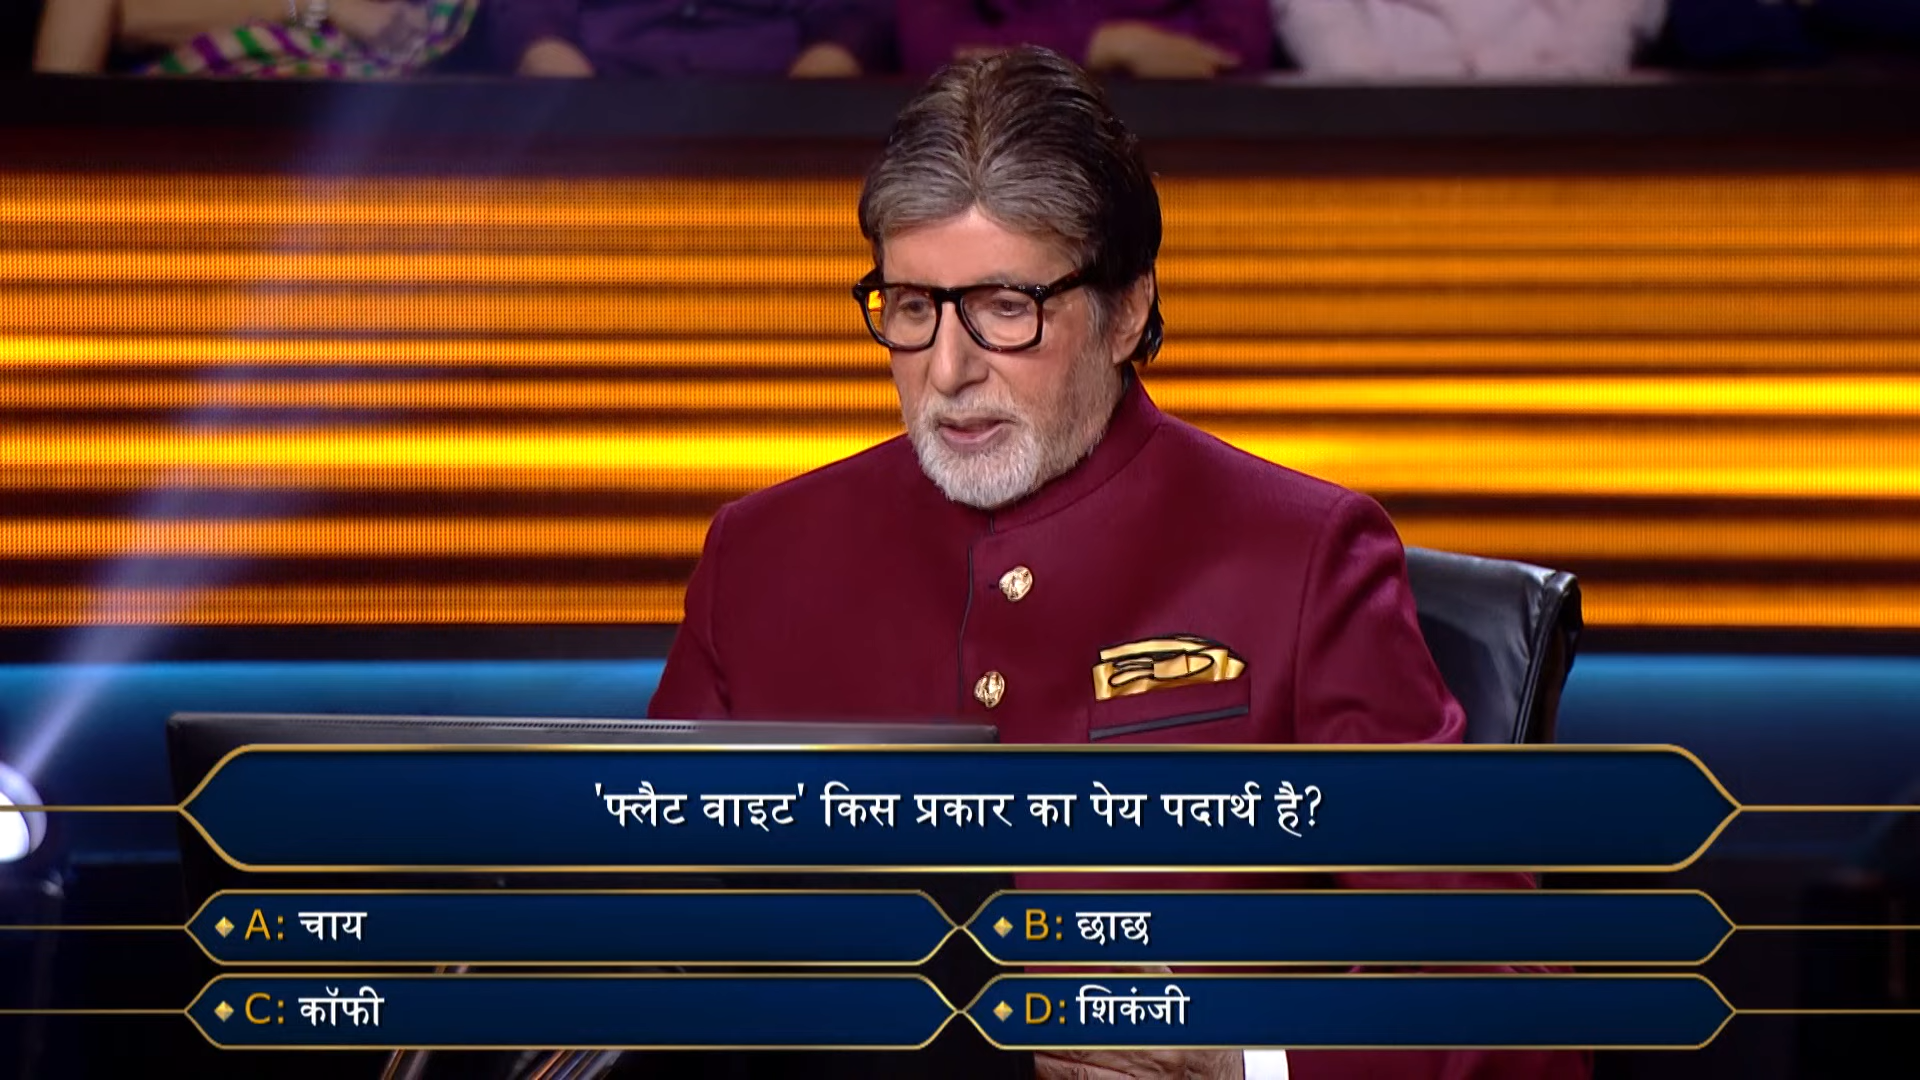 'फ्लैट वाइट' किस प्रकार का पेय पदार्थ है?
A: चाय
B: छाछ
C: कॉफी
D: शिकंजी